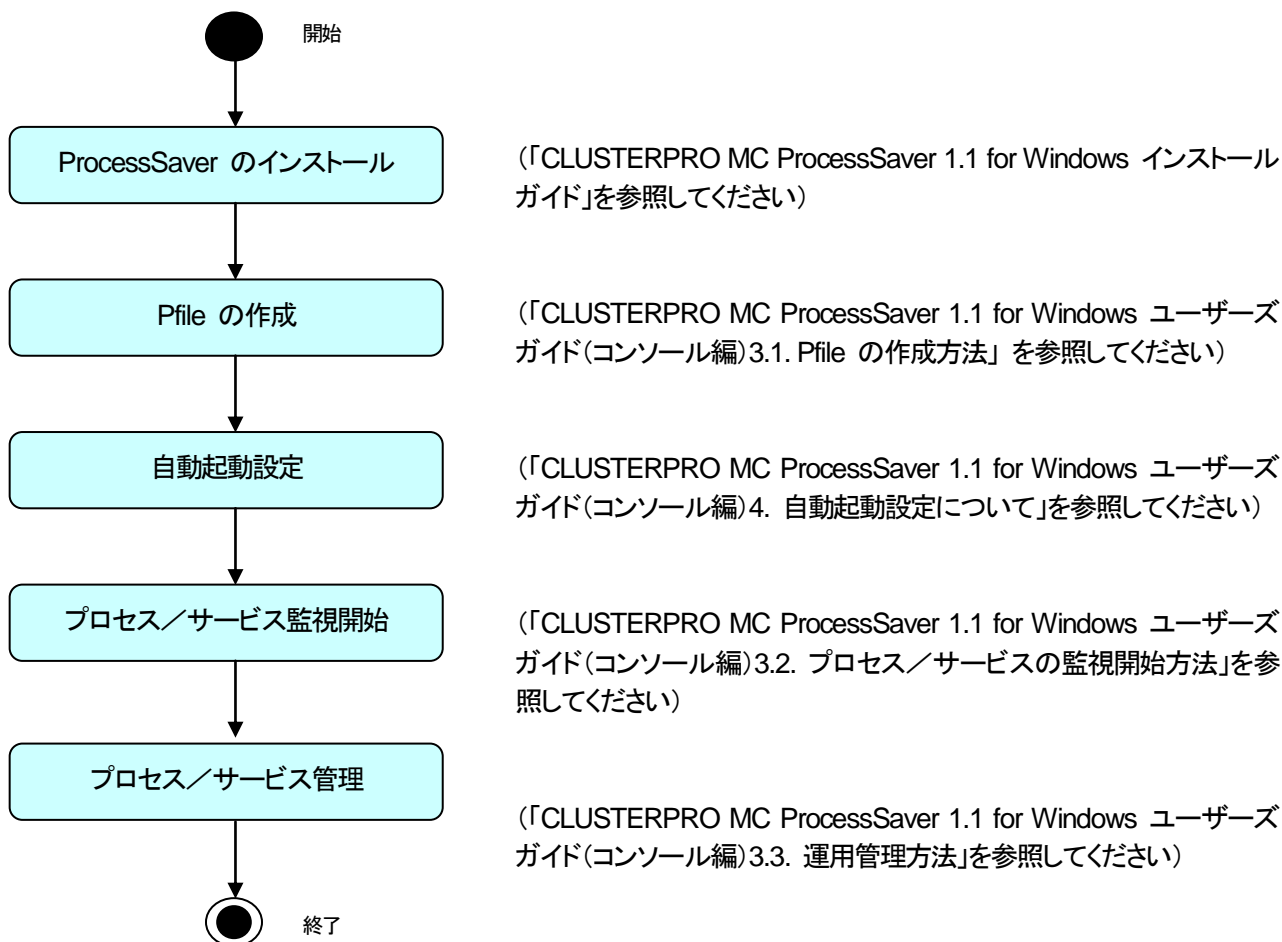 開始
ProcessSaver のインストール
(「CLUSTERPRO MC ProcessSaver 1.1 for Windows インストール
ガイド」を参照してください)
Pfile の作成
(「CLUSTERPRO MC ProcessSaver 1.1 for Windows ユーザーズ
ガイド(コンソール編)3.1. Pfile の作成方法」 を参照してください)
自動起動設定
(「CLUSTERPRO MC ProcessSaver 1.1 for Windows ユーザーズ
ガイド(コンソール編)4. 自動起動設定について」を参照してください)
プロセス/サービス監視開始
(「CLUSTERPRO MC ProcessSaver 1.1 for Windows ユーザーズ
ガイド(コンソール編)3.2. プロセス/サービスの監視開始方法」を参
照してください)
プロセス/サービス管理
(「CLUSTERPRO MC ProcessSaver 1.1 for Windows ユーザーズ
ガイド(コンソール編)3.3. 運用管理方法」を参照してください)
終了